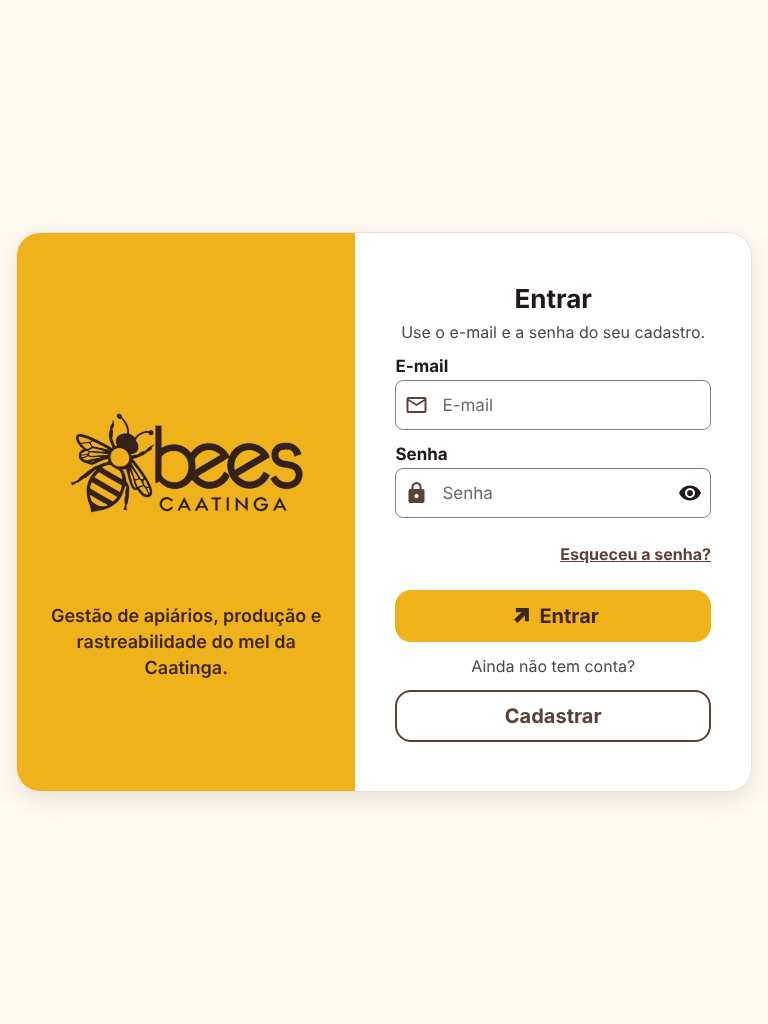 bees
CAATINGA
Gestão de apiários, produção e
rastreabilidade do mel da
Caatinga.
Entrar
Use o e-mail e a senha do seu cadastro.
E-mail
E-mail
Senha
Senha
Esqueceu a senha?
Entrar
Ainda não tem conta?
Cadastrar